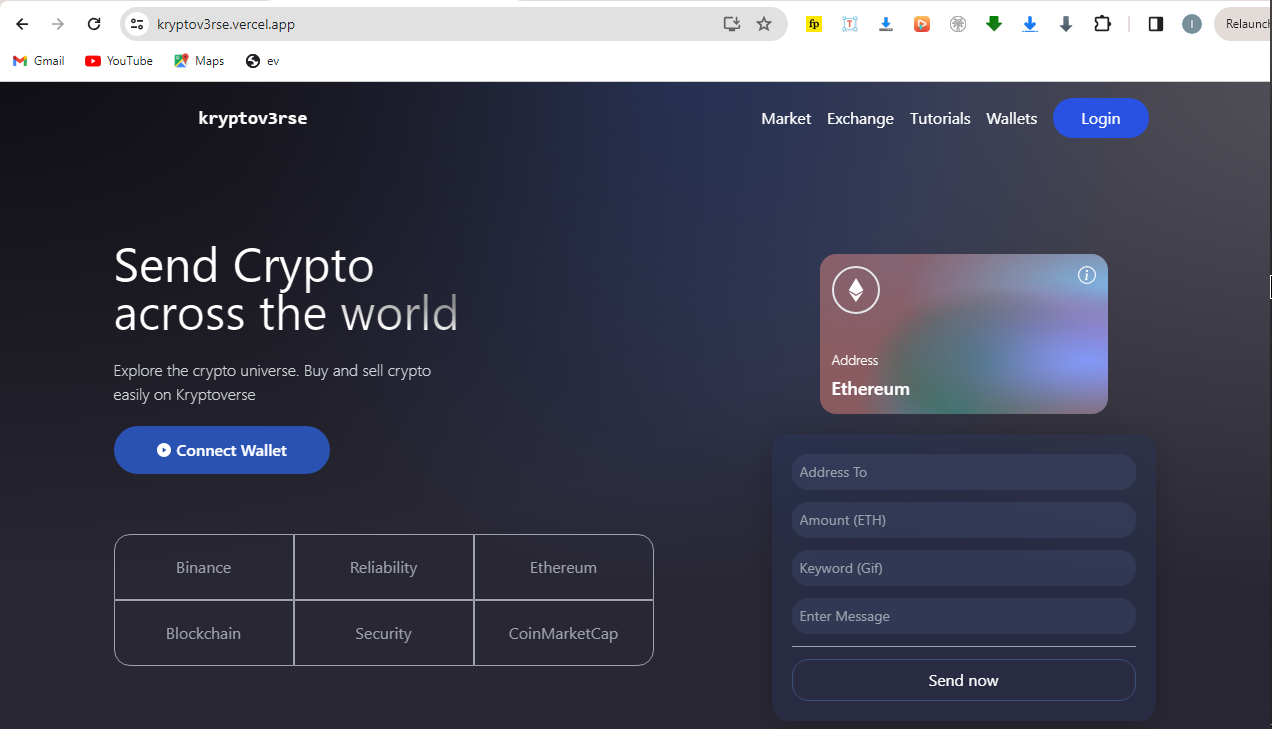 kryptov3rse.vercel.app
fp
T
I
Relaunch
Gmail
YouTube
Maps
ev
kryptov3rse
Market
Exchange
Tutorials
Wallets
Login
Send Crypto
across the world
Explore the crypto universe. Buy and sell crypto
easily on Kryptoverse
Connect Wallet
Binance
Reliability
Ethereum
Blockchain
Security
CoinMarketCap
i
Address
Ethereum
Address To
Amount (ETH)
Keyword (Gif)
Enter Message
Send now